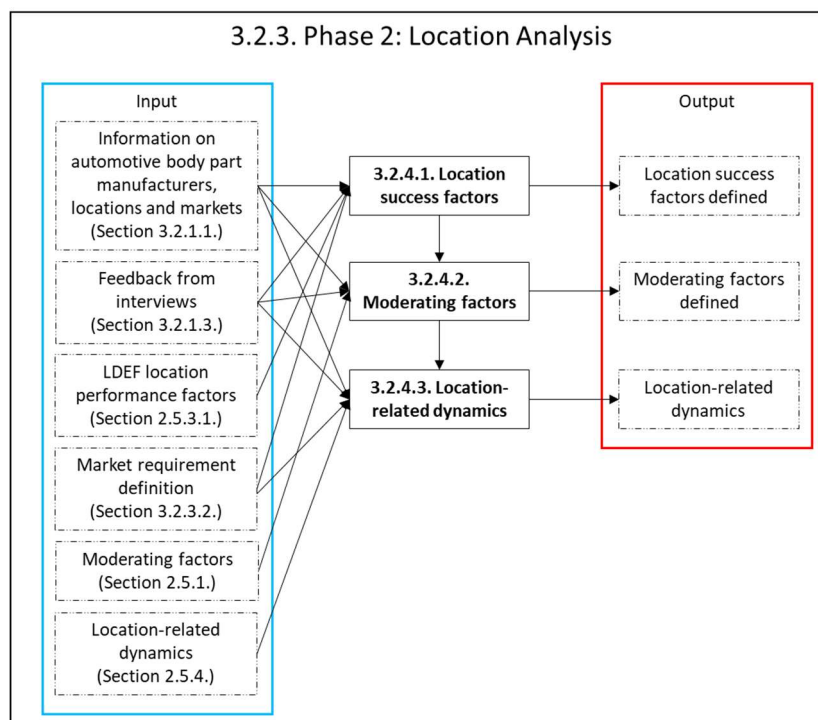 3.2.3. Phase 2: Location Analysis
Input
Information on
automotive body part
manufacturers,
locations and markets
(Section 3.2.1.1.)
Feedback from
interviews
(Section 3.2.1.3.)
LDEF location
performance factors
(Section 2.5.3.1.)
Market requirement
definition
(Section 3.2.3.2.)
Moderating factors
(Section 2.5.1.)
Location-related
dynamics
(Section 2.5.4.)
3.2.4.1. Location
success factors
3.2.4.2.
Moderating factors
3.2.4.3. Location-
related dynamics
Output
Location success
factors defined
Moderating factors
defined
Location-related
dynamics